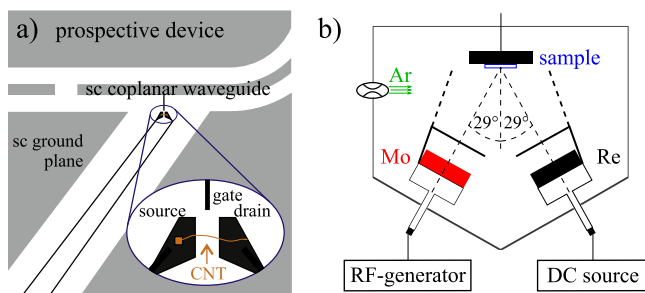 a)
prospective device
sc coplanar waveguide
sc ground
plane
source
gate
drain
CNT
b)
sample
Ar
29° 29°
Mo
Re
RF-generator
DC source